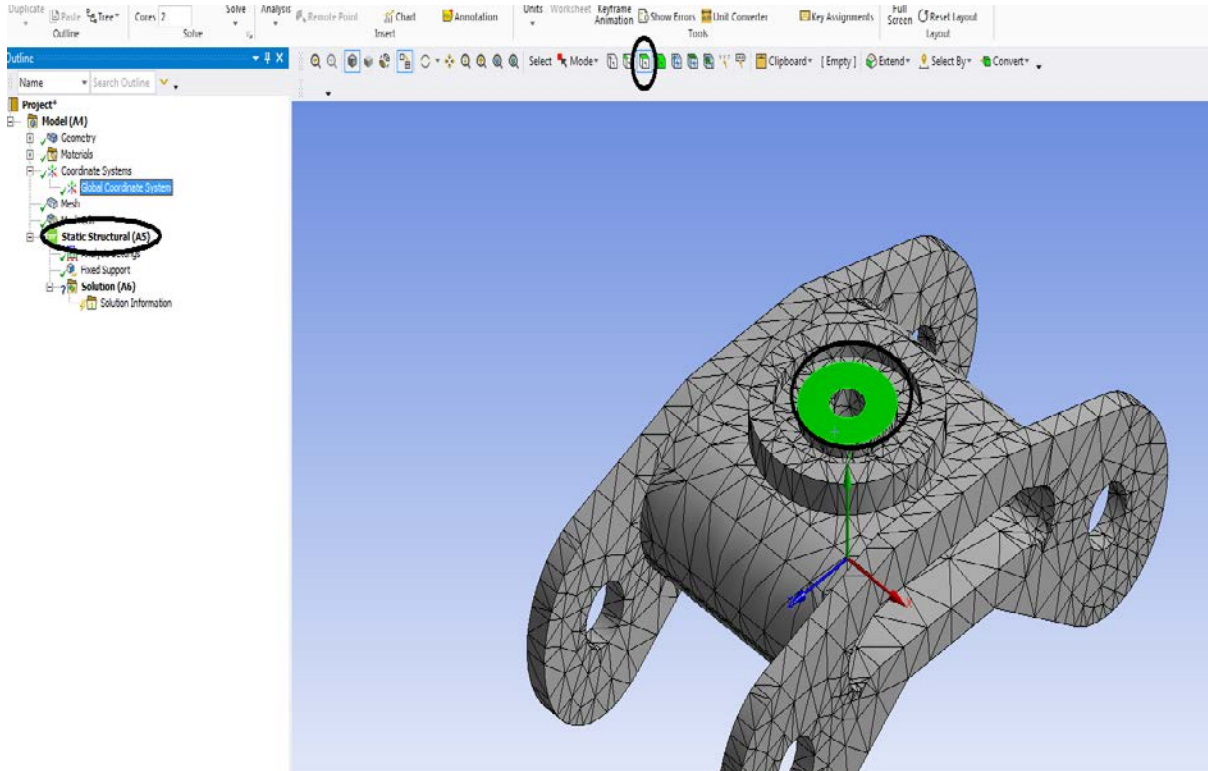 Duplicate Paste Tree Cores 2 Solve Analysis Remote Point Chart Annotation Units Worksheet Keyframe Animation Show Errors Unit Converter Key Assignments Full Screen Reset Layout
Outline Solve Insert Tools Layout
Outline Select Mode Clipboard [Empty] Extend Select By Convert
Name Search Outline
Project*
Model (A4)
Geometry
Materials
Coordinate Systems
Global Coordinate System
Mesh
Static Structural (A5)
Fixed Support
Solution (A6)
Solution Information